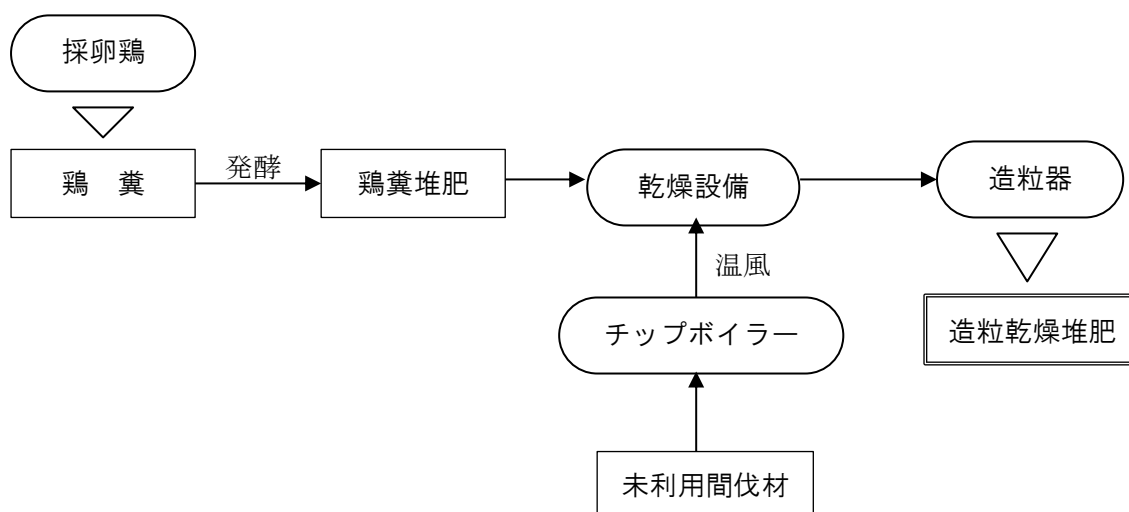 採卵鶏
鶏　糞
発酵
鶏糞堆肥
乾燥設備
造粒器
温風
チップボイラー
造粒乾燥堆肥
未利用間伐材